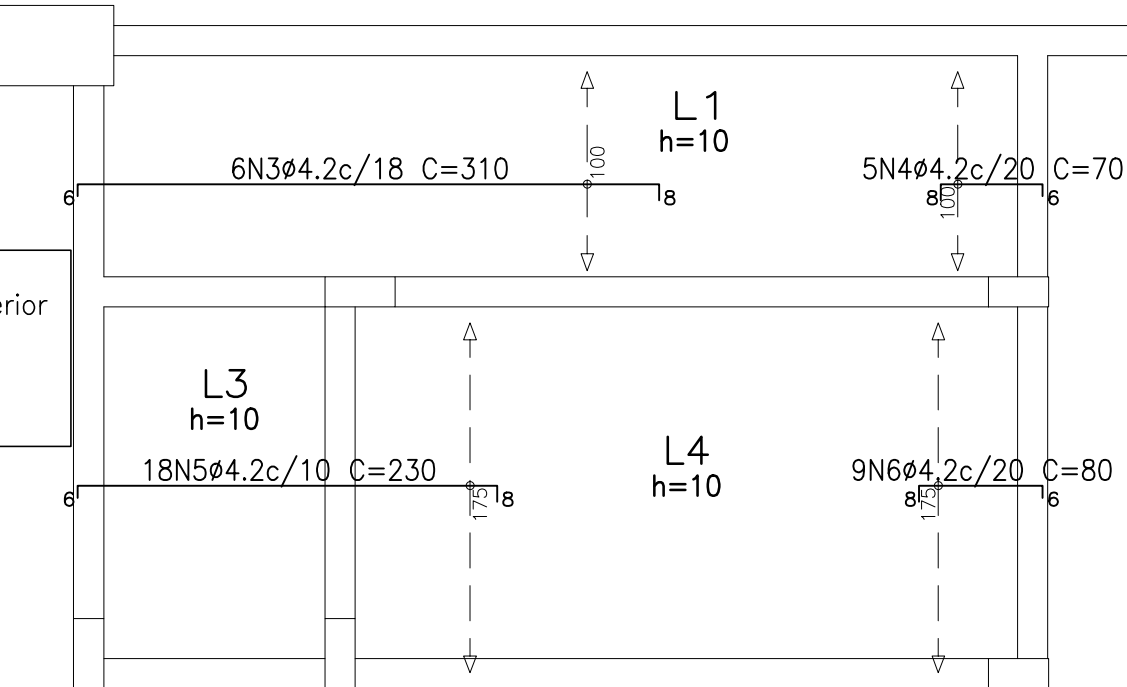 L1
h=10
100
6N3ø4.2c/18 C=310
6
8
5N4ø4.2c/20 C=70
8
100
6
erior
L3
h=10
L4
h=10
18N5ø4.2c/10 C=230
6
175
8
9N6ø4.2c/20 C=80
8
175
6